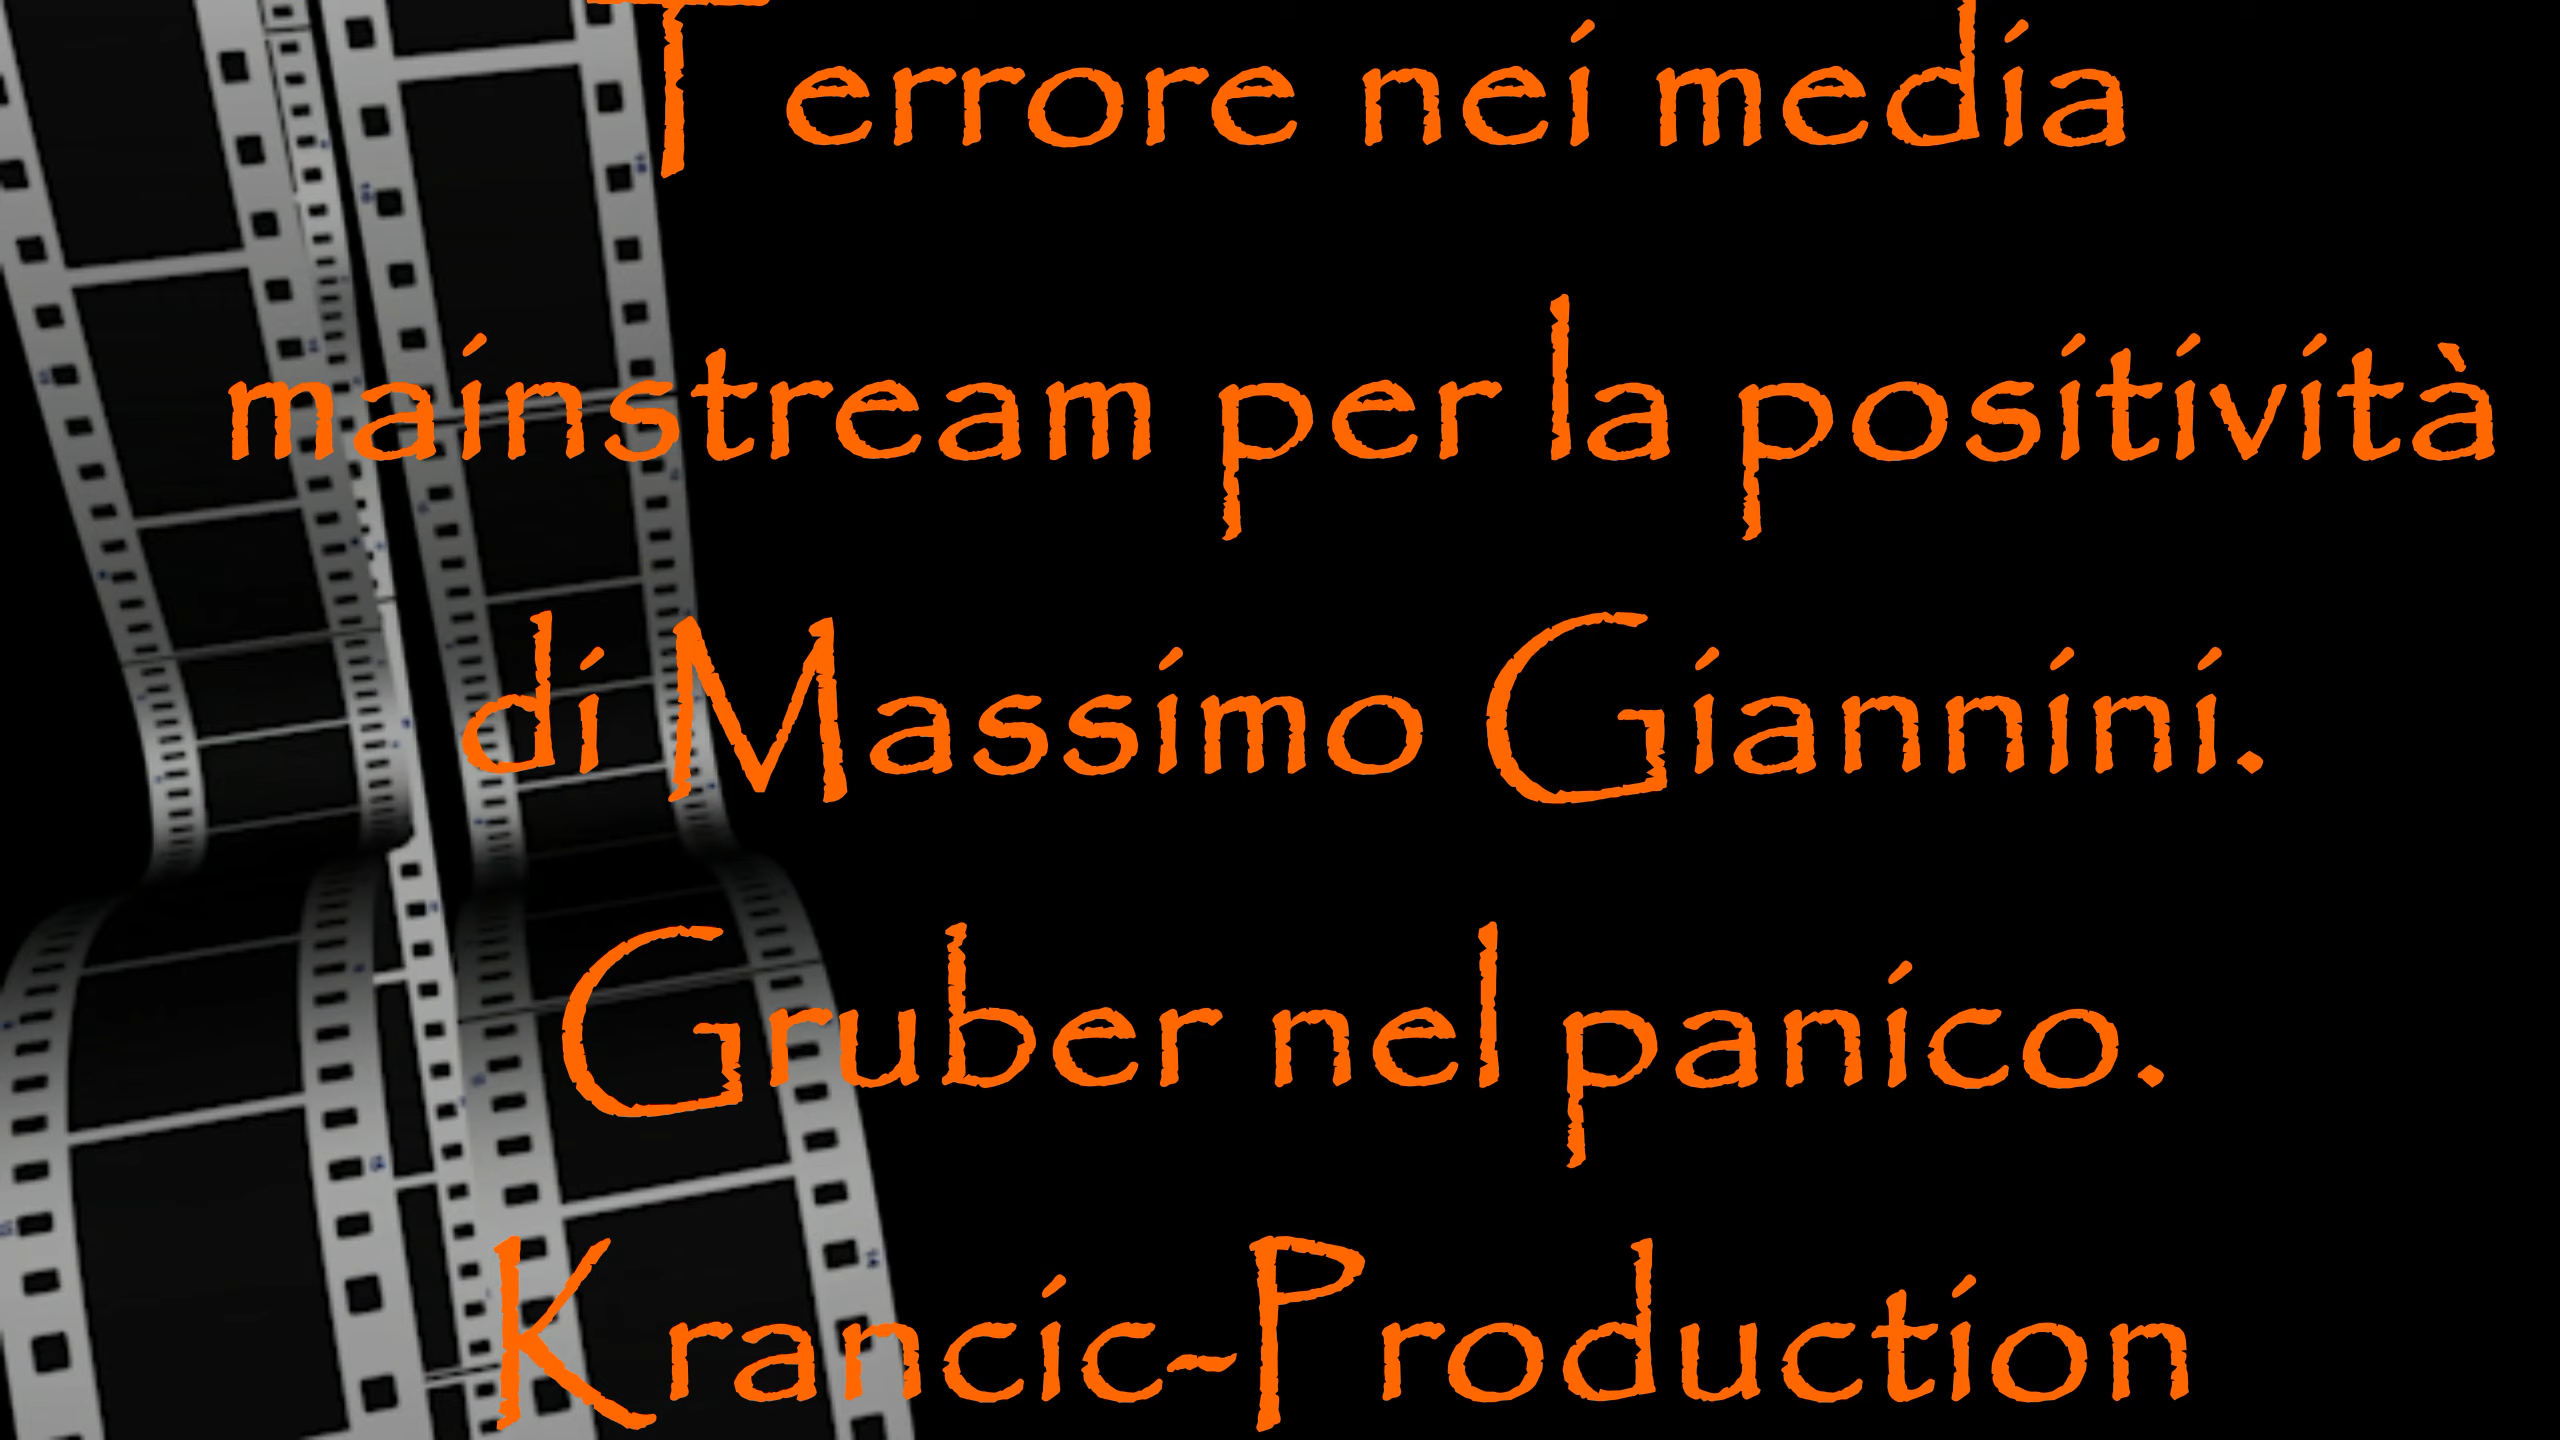 Terrore nei media
mainstream per la positività
di Massimo Giannini.
Gruber nel panico.
Krancic-Production